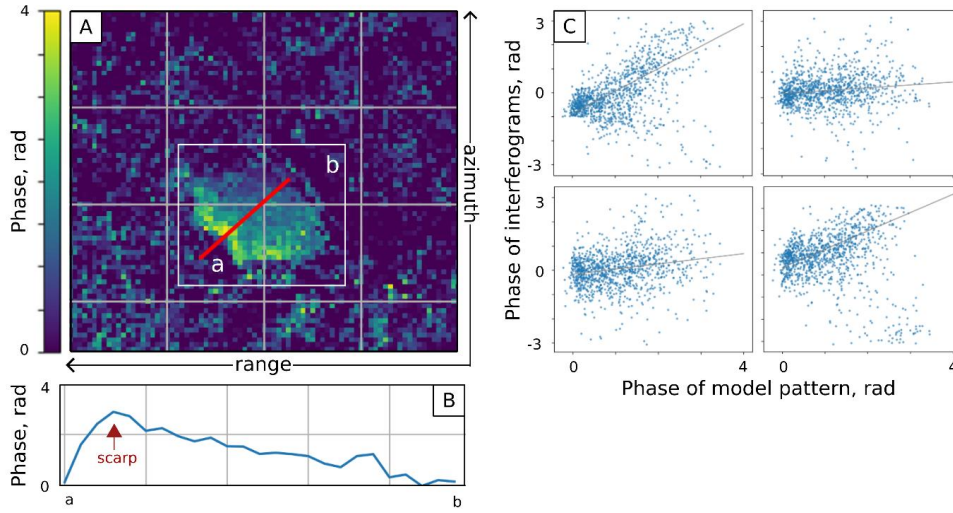 A
4
Phase, rad
0
b
a
azimuth
range
B
4
Phase, rad
0
scarp
a
b
C
Phase of interferograms, rad
3
0
-3
3
0
-3
0
4
0
4
Phase of model pattern, rad